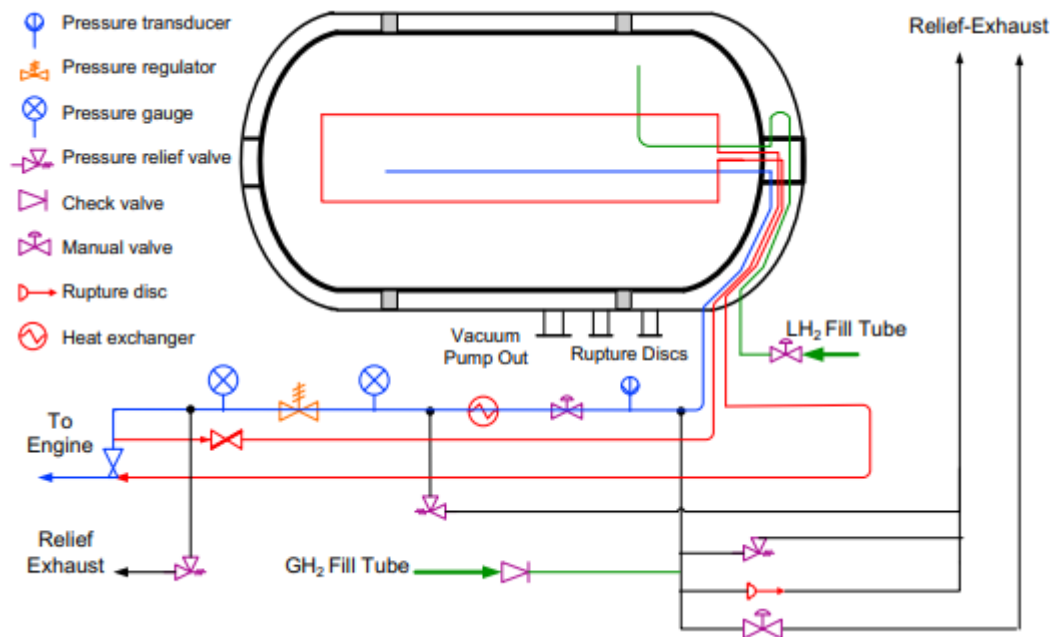 Pressure transducer
Pressure regulator
Pressure gauge
Pressure relief valve
Check valve
Manual valve
Rupture disc
Heat exchanger
Relief-Exhaust
Vacuum
Pump Out
Rupture Discs
LH₂ Fill Tube
To
Engine
Relief
Exhaust
GH₂ Fill Tube